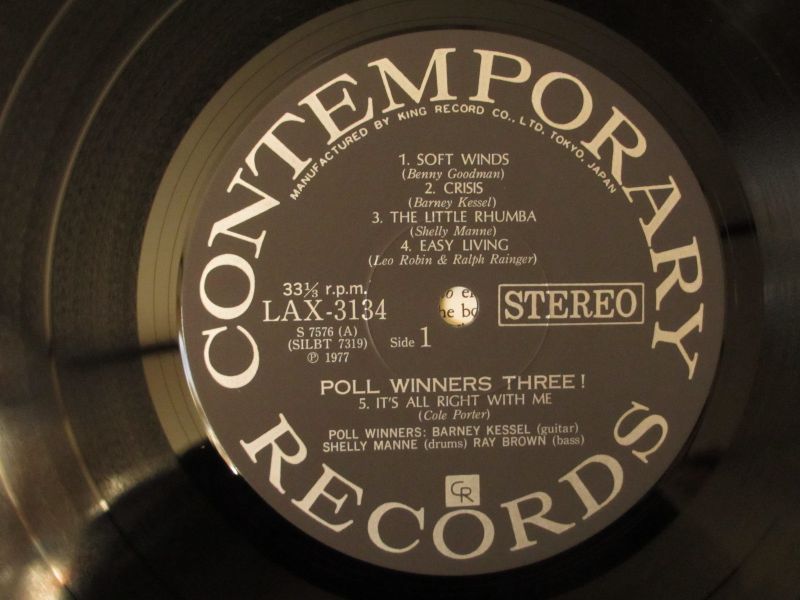 CONTEMPORARY
MANUFACTURED BY KING RECORD CO., LTD, TOKYO, JAPAN
1. SOFT WINDS
(Benny Goodman)
2. CRISIS
(Barney Kessel)
3. THE LITTLE RHUMBA
(Shelly Manne)
4. EASY LIVING
(Leo Robin & Ralph Rainger)
33⅓ r.p.m.
LAX-3134
STEREO
S 7576 (A)
(SILBT 7319)
Ⓟ 1977
Side 1
POLL WINNERS THREE!
5. IT'S ALL RIGHT WITH ME
(Cole Porter)
POLL WINNERS: BARNEY KESSEL (guitar)
SHELLY MANNE (drums) RAY BROWN (bass)
CR
RECORDS